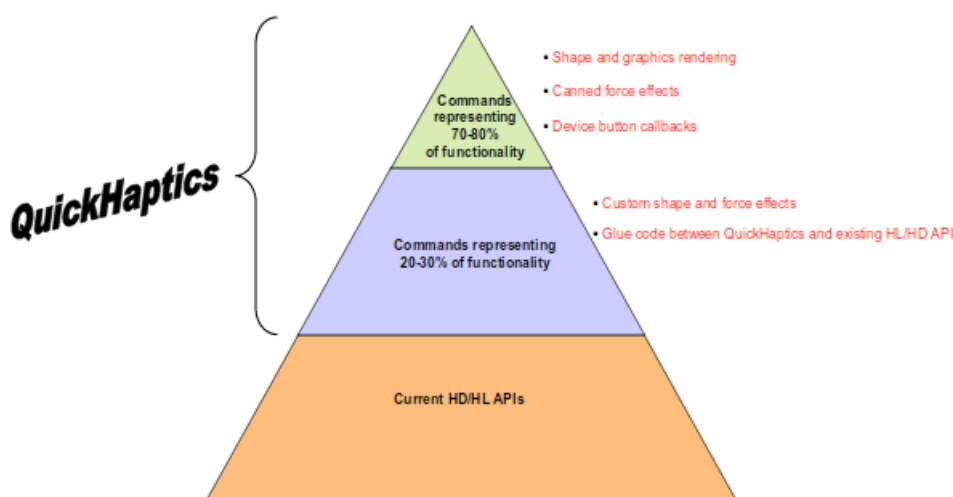 QuickHaptics
Commands
representing
70-80%
of functionality
▪ Shape and graphics rendering
▪ Canned force effects
▪ Device button callbacks
Commands representing
20-30% of functionality
▪ Custom shape and force effects
▪ Glue code between QuickHaptics and existing HL/HD API
Current HD/HL APIs